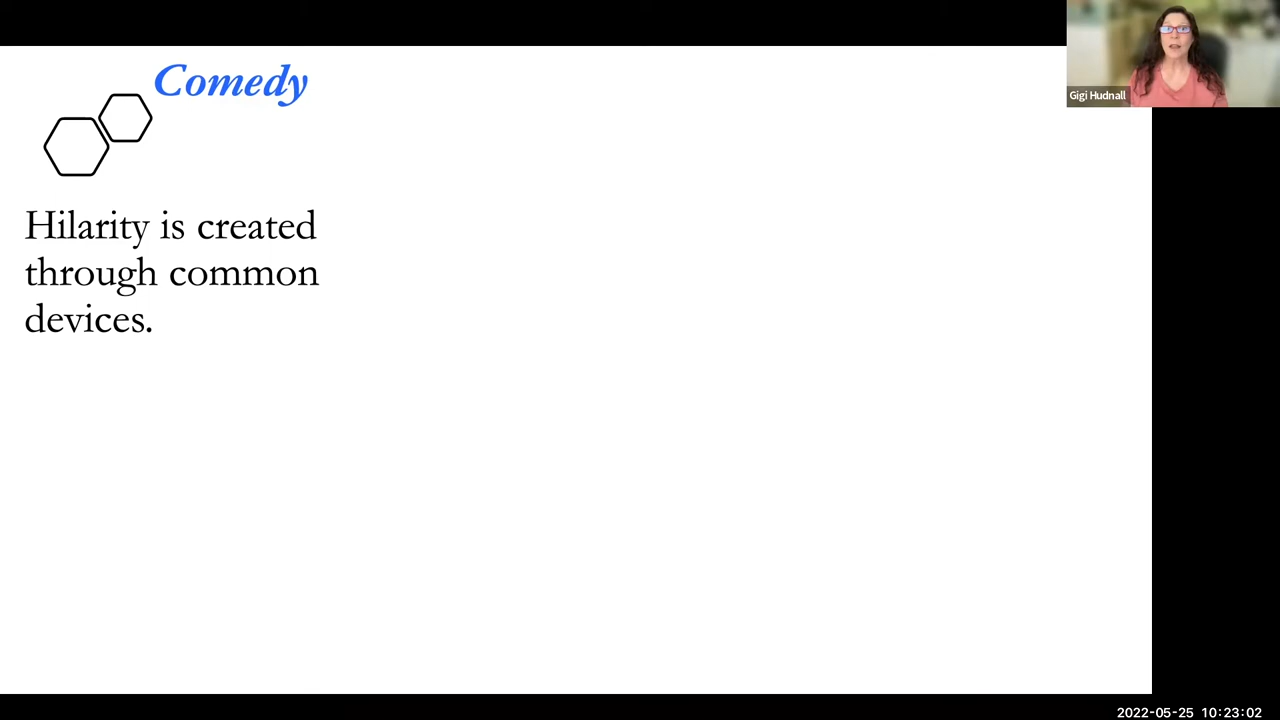 Comedy
Gigi Hudnall
Hilarity is created
through common
devices.
2022-05-25 10:23:02